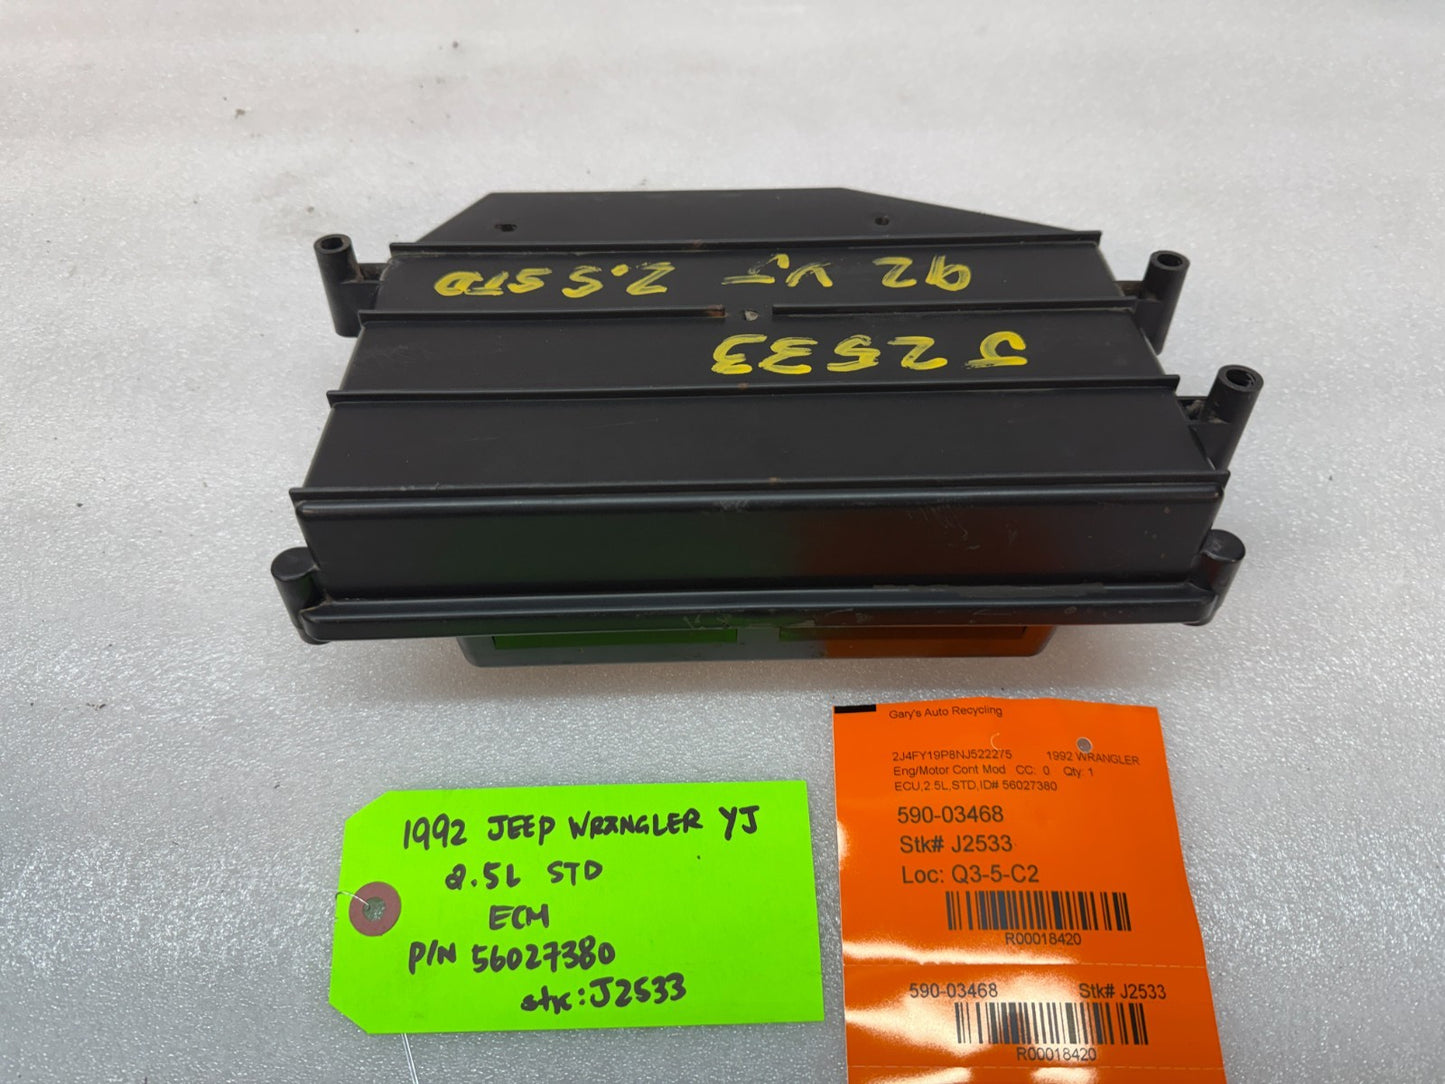 92 YJ 2.5 STD
J2533
1992 JEEP WRANGLER YJ
2.5L STD
ECM
P/N 56027380
stk: J2533
Gary's Auto Recycling
2J4FY19P8NJ522275 1992 WRANGLER
Eng/Motor Cont Mod CC: 0 Qty: 1
ECU,2.5L,STD,ID# 56027380
590-03468
Stk# J2533
Loc: Q3-5-C2
R00018420
590-03468 Stk# J2533
R00018420